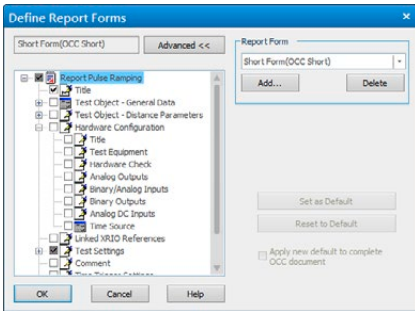 Define Report Forms
Short Form(OCC Short)
Advanced <<
Report Pulse Ramping
Title
Test Object - General Data
Test Object - Distance Parameters
Hardware Configuration
Title
Test Equipment
Hardware Check
Analog Outputs
Binary/Analog Inputs
Binary Outputs
Analog DC Inputs
Time Source
Linked XRIO References
Test Settings
Comment
Time Trigger Settings
OK
Cancel
Help
Report Form
Short Form(OCC Short)
Add...
Delete
Set as Default
Reset to Default
Apply new default to complete
OCC document